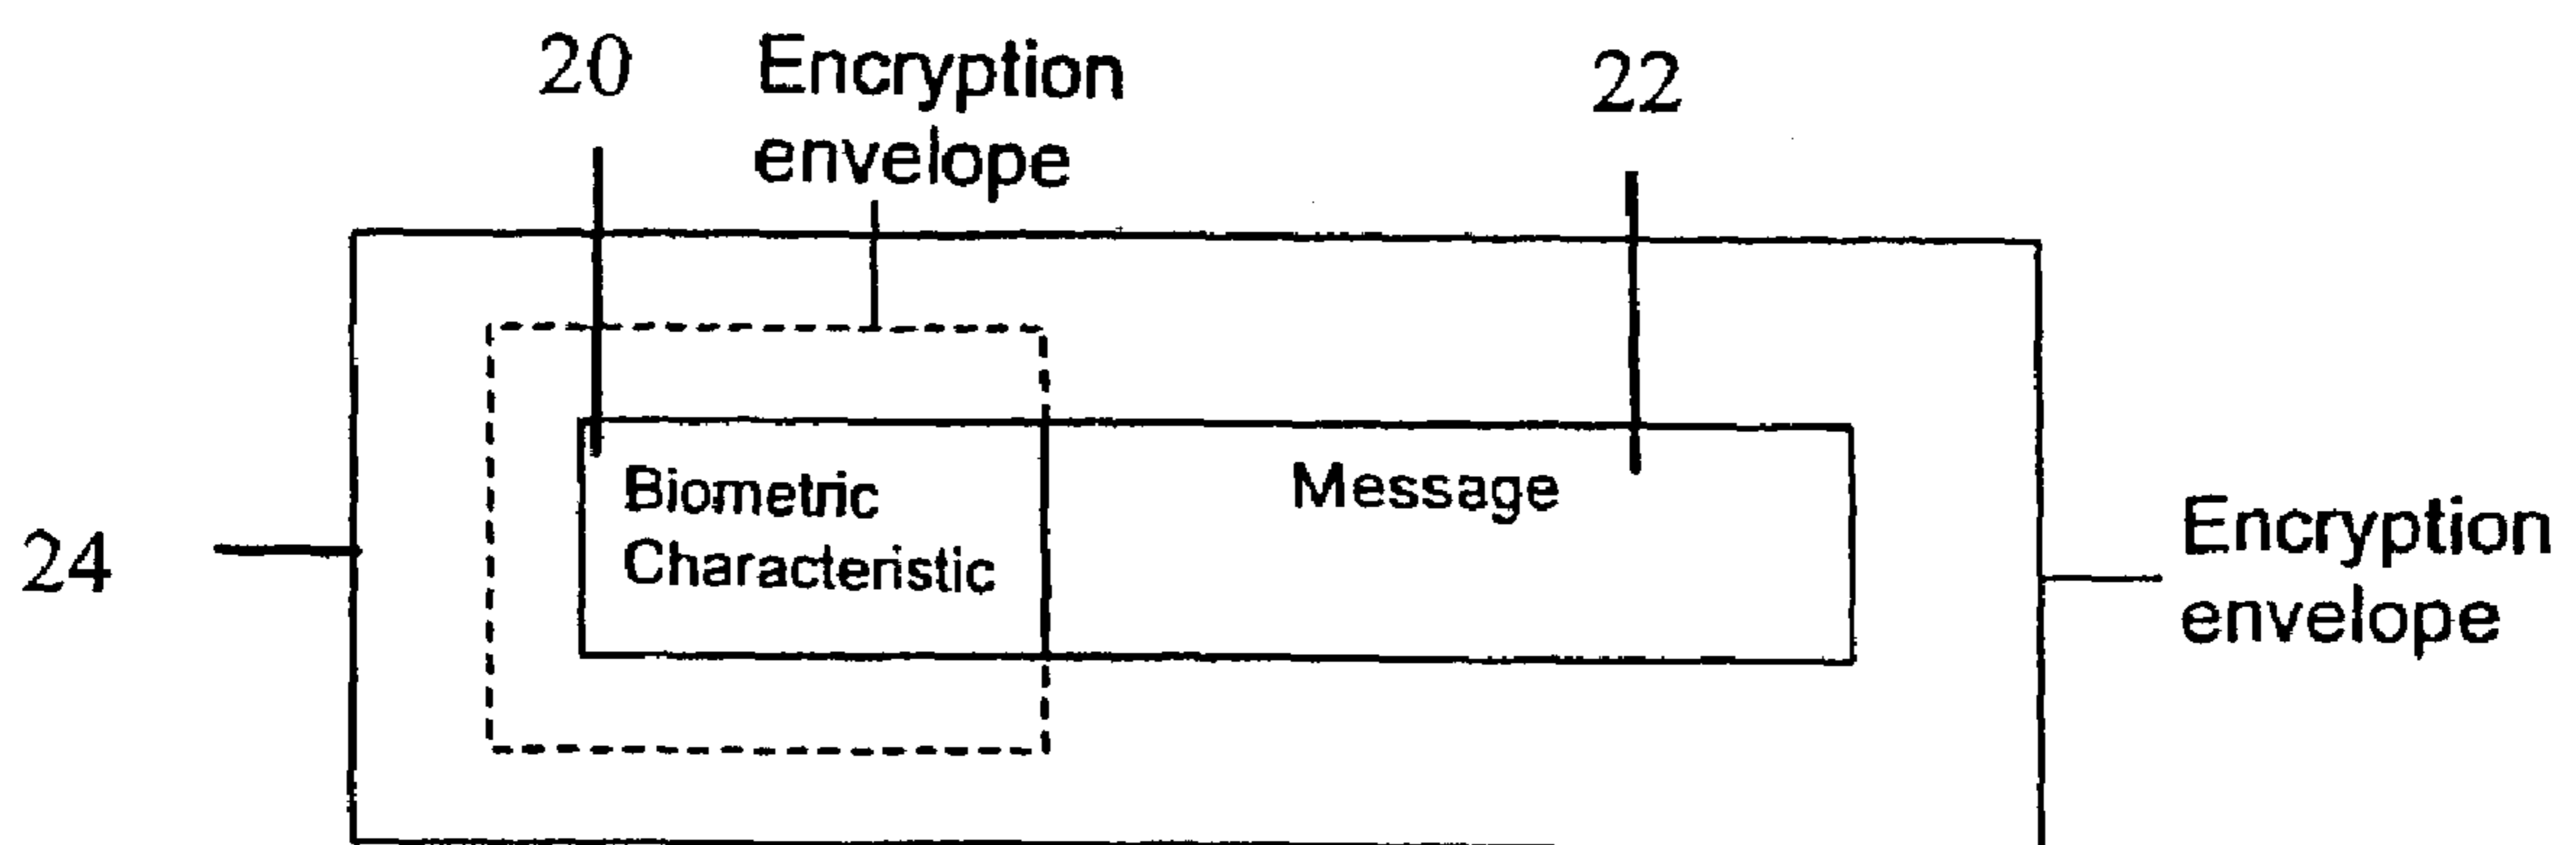 20
Encryption
envelope
22
Biometric
Characteristic
Message
24
Encryption
envelope